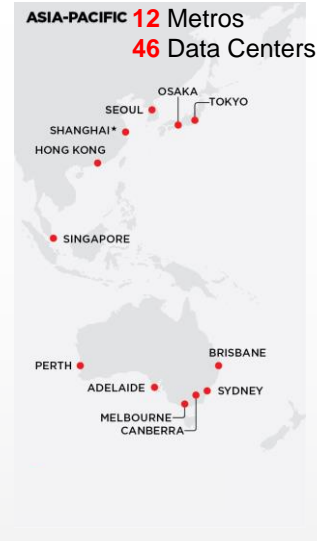 ASIA-PACIFIC 12 Metros
46 Data Centers
OSAKA
TOKYO
SEOUL
SHANGHAI*
HONG KONG
SINGAPORE
BRISBANE
PERTH
ADELAIDE
SYDNEY
MELBOURNE
CANBERRA